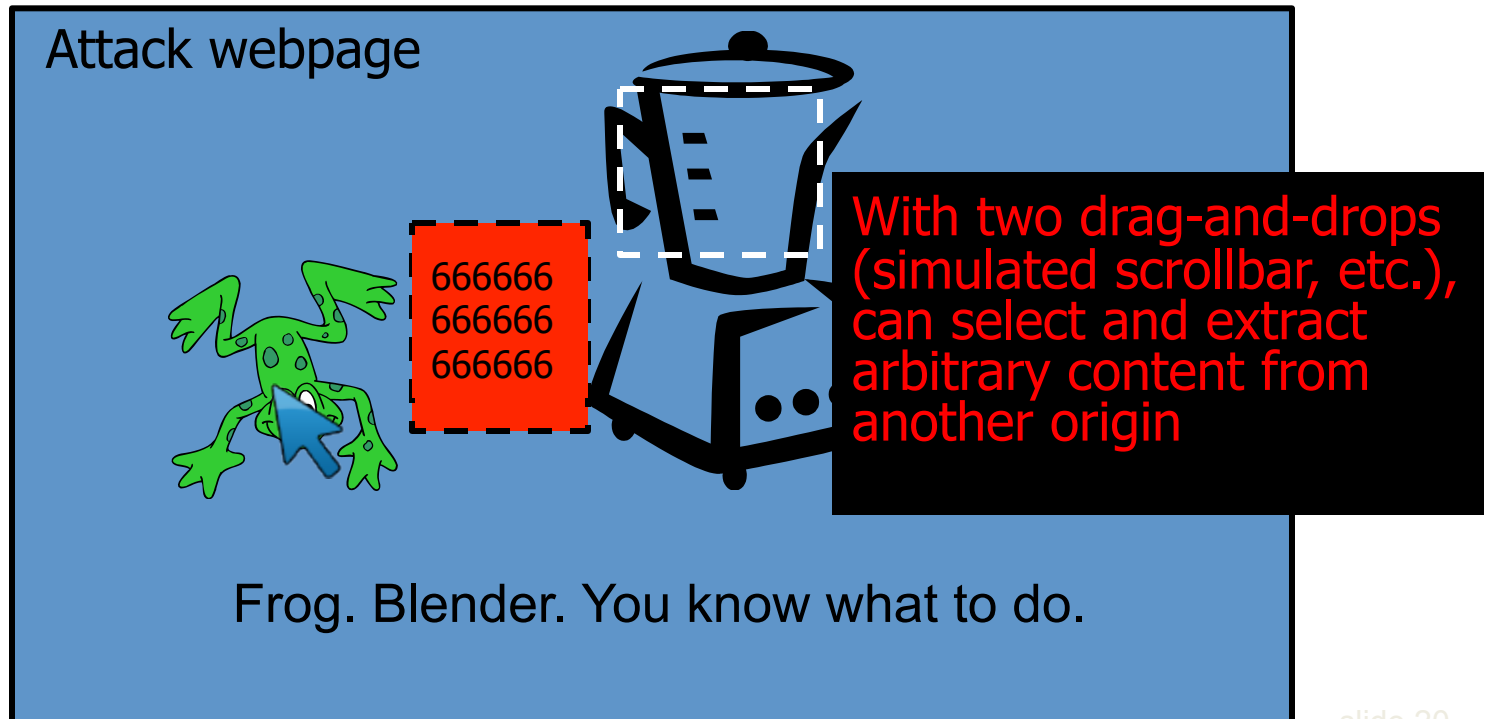 Attack webpage
666666
666666
666666
With two drag-and-drops
(simulated scrollbar, etc.),
can select and extract
arbitrary content from
another origin
Frog. Blender. You know what to do.